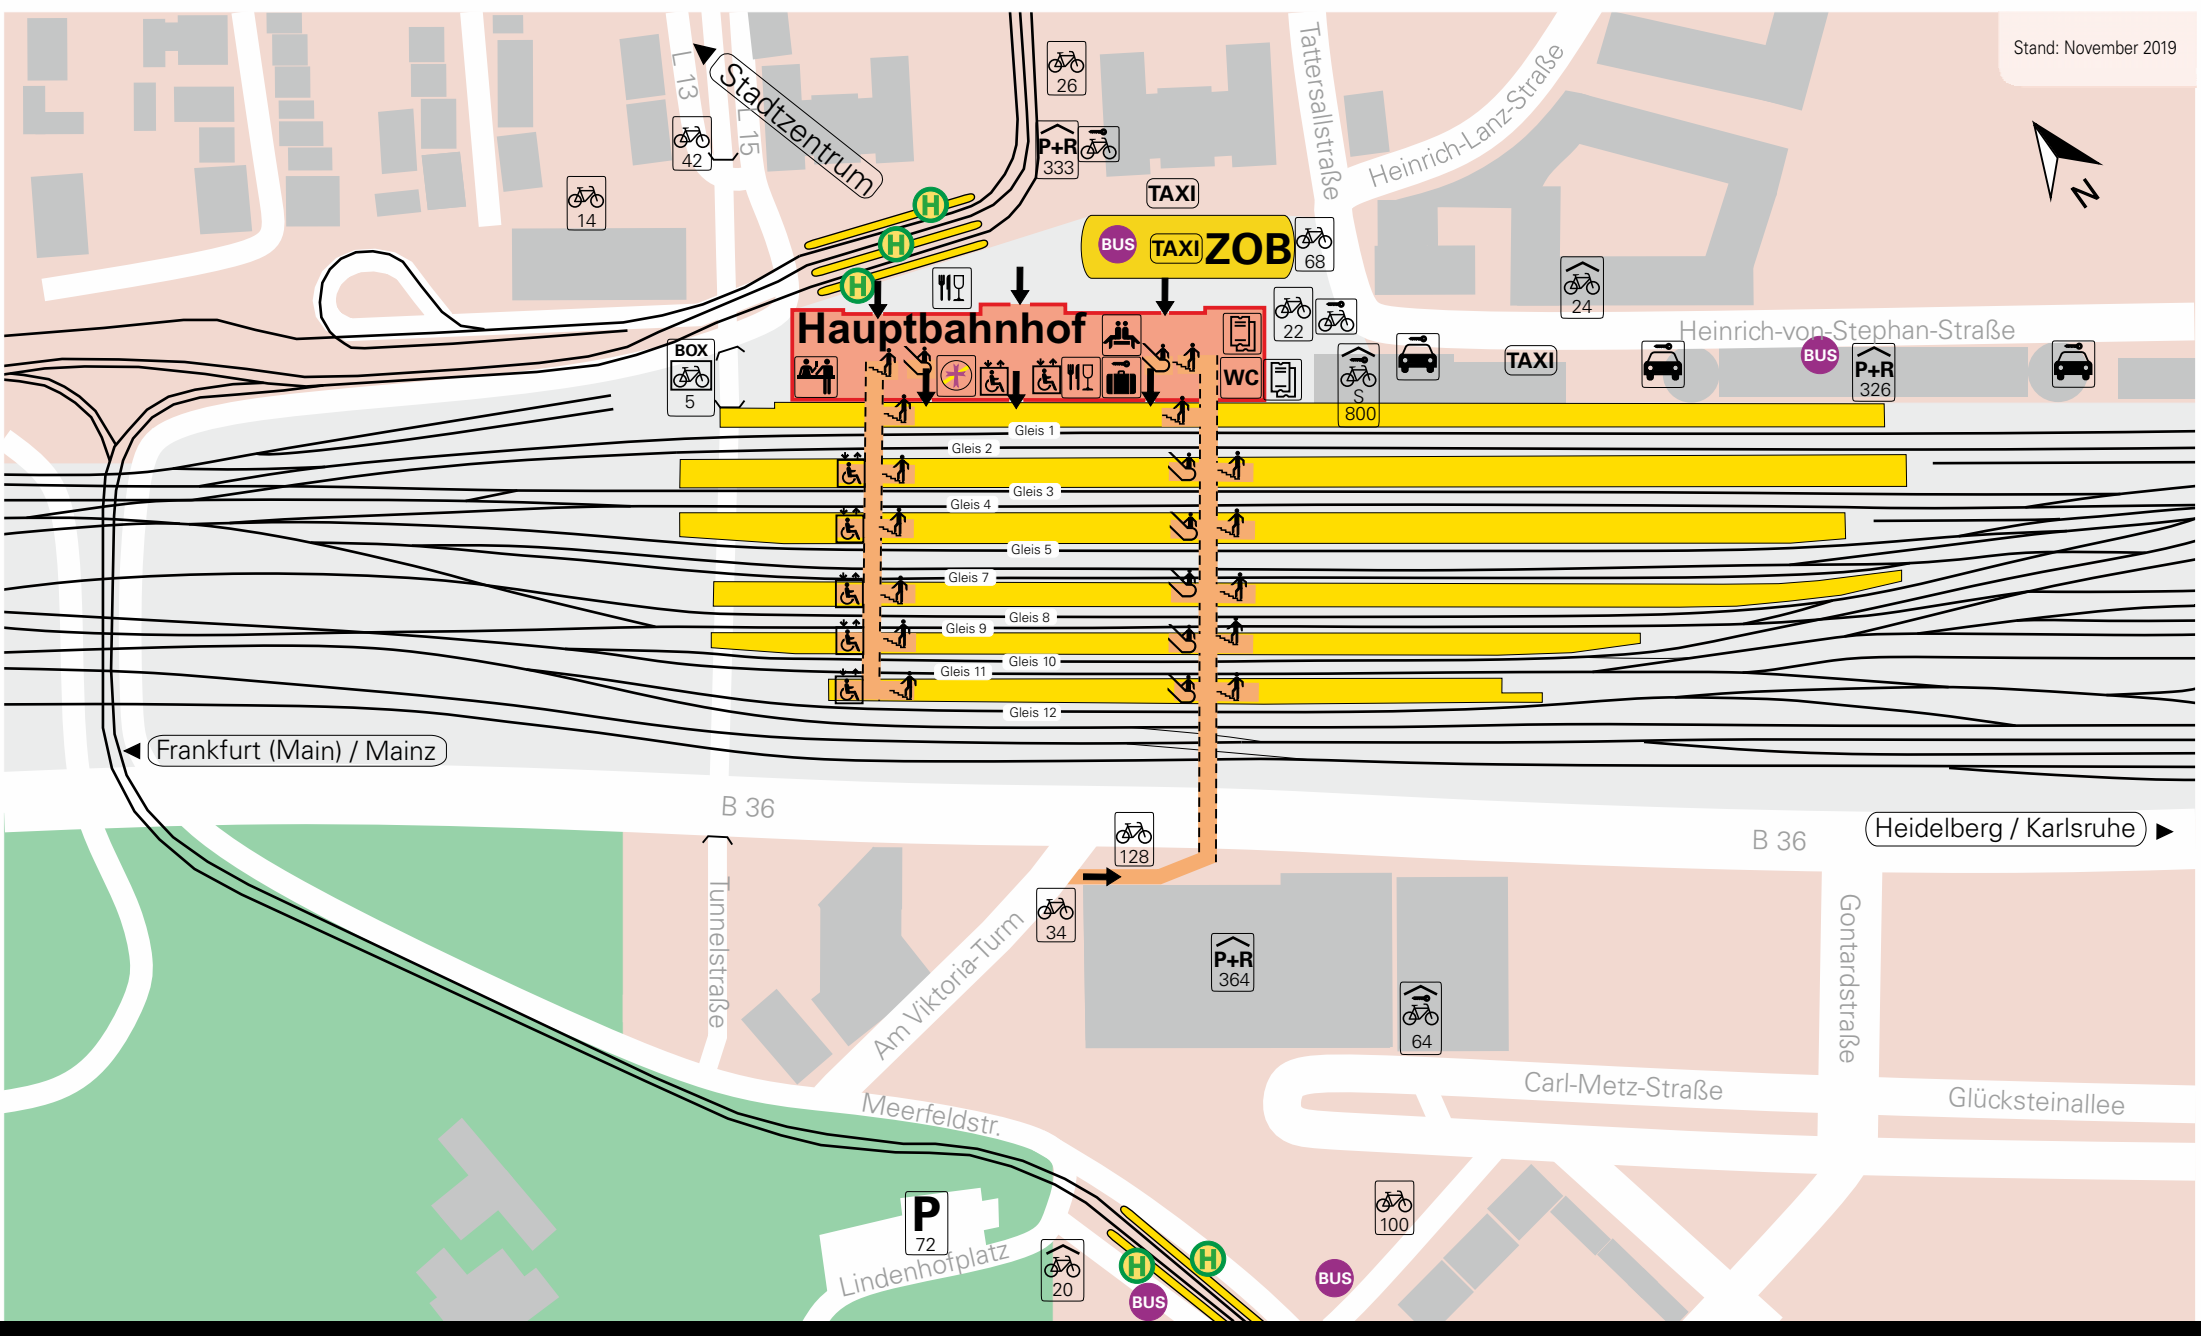 Stand: November 2019
L 13
L 15
Stadtzentrum
Tattersallstraße
Heinrich-Lanz-Straße
26
42
14
P+R
333
TAXI
H
H
H
BUS
TAXI
ZOB
68
24
N
Hauptbahnhof
22
Heinrich-von-Stephan-Straße
BOX
5
WC
S
800
TAXI
BUS
P+R
326
Gleis 1
Gleis 2
Gleis 3
Gleis 4
Gleis 5
Gleis 7
Gleis 8
Gleis 9
Gleis 10
Gleis 11
Gleis 12
Frankfurt (Main) / Mainz
B 36
B 36
Heidelberg / Karlsruhe
128
34
Tunnelstraße
Am Viktoria-Turm
P+R
364
64
Gontardstraße
Carl-Metz-Straße
Glücksteinallee
Meerfeldstr.
P
72
Lindenhofplatz
20
H
H
BUS
BUS
100